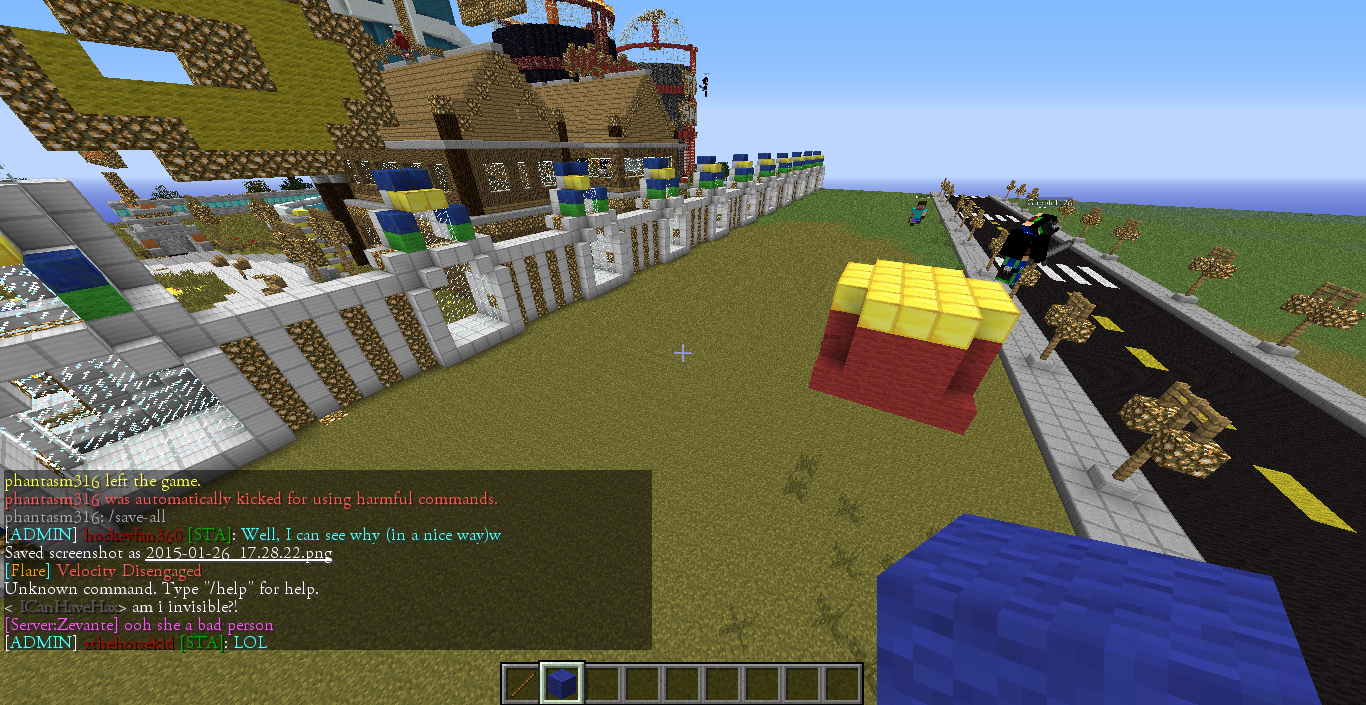 phantasm316 left the game.
phantasm316 was automatically kicked for using harmful commands.
phantasm316: /save-all
[ADMIN] hockeyfan360 [STA]: Well, I can see why (in a nice way)w
Saved screenshot as 2015-01-26_17.28.22.png
[Flare] Velocity Disengaged
Unknown command. Type "/help" for help.
< ICanHaveHax> am i invisible?!
[Server:Zevante] ooh she a bad person
[ADMIN] athehorsekid [STA]: LOL